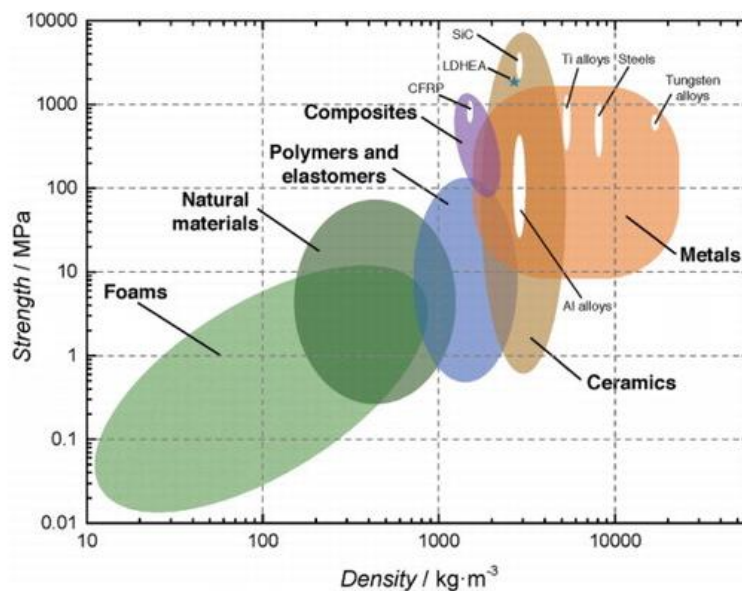 10000
1000
100
10
1
0.1
0.01
Strength / MPa
SiC
LDHEA
CFRP
Ti alloys
Steels
Tungsten
alloys
Composites
Polymers and
elastomers
Natural
materials
Foams
Metals
Al alloys
Ceramics
10
100
1000
10000
Density / kg·m⁻³